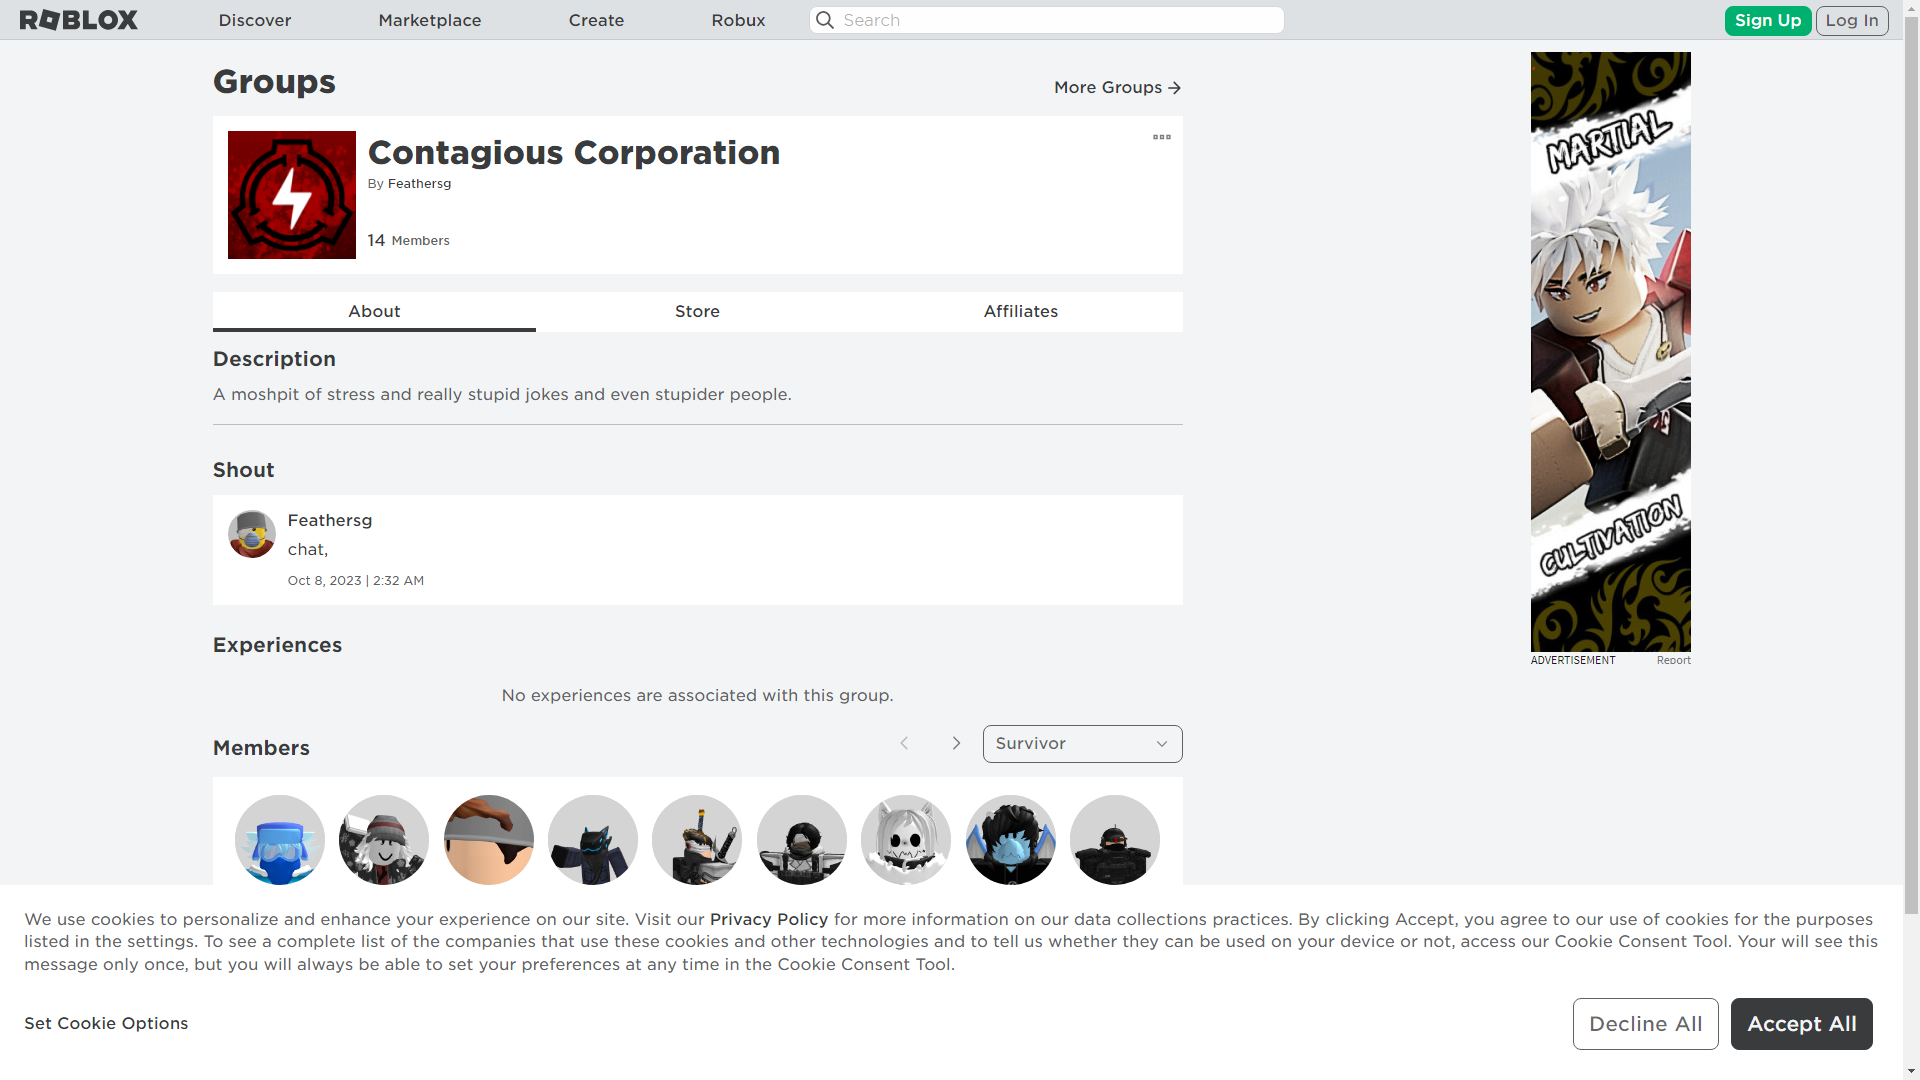 ROBLOX
Discover
Marketplace
Create
Robux
Search
Sign Up
Log In
Groups
More Groups
Contagious Corporation
By Feathersg
14 Members
About
Store
Affiliates
Description
A moshpit of stress and really stupid jokes and even stupider people.
Shout
Feathersg
chat,
Oct 8, 2023 | 2:32 AM
Experiences
No experiences are associated with this group.
Members
Survivor
MARTIAL
CULTIVATION
ADVERTISEMENT
Report
We use cookies to personalize and enhance your experience on our site. Visit our Privacy Policy for more information on our data collections practices. By clicking Accept, you agree to our use of cookies for the purposes
listed in the settings. To see a complete list of the companies that use these cookies and other technologies and to tell us whether they can be used on your device or not, access our Cookie Consent Tool. Your will see this
message only once, but you will always be able to set your preferences at any time in the Cookie Consent Tool.
Set Cookie Options
Decline All
Accept All